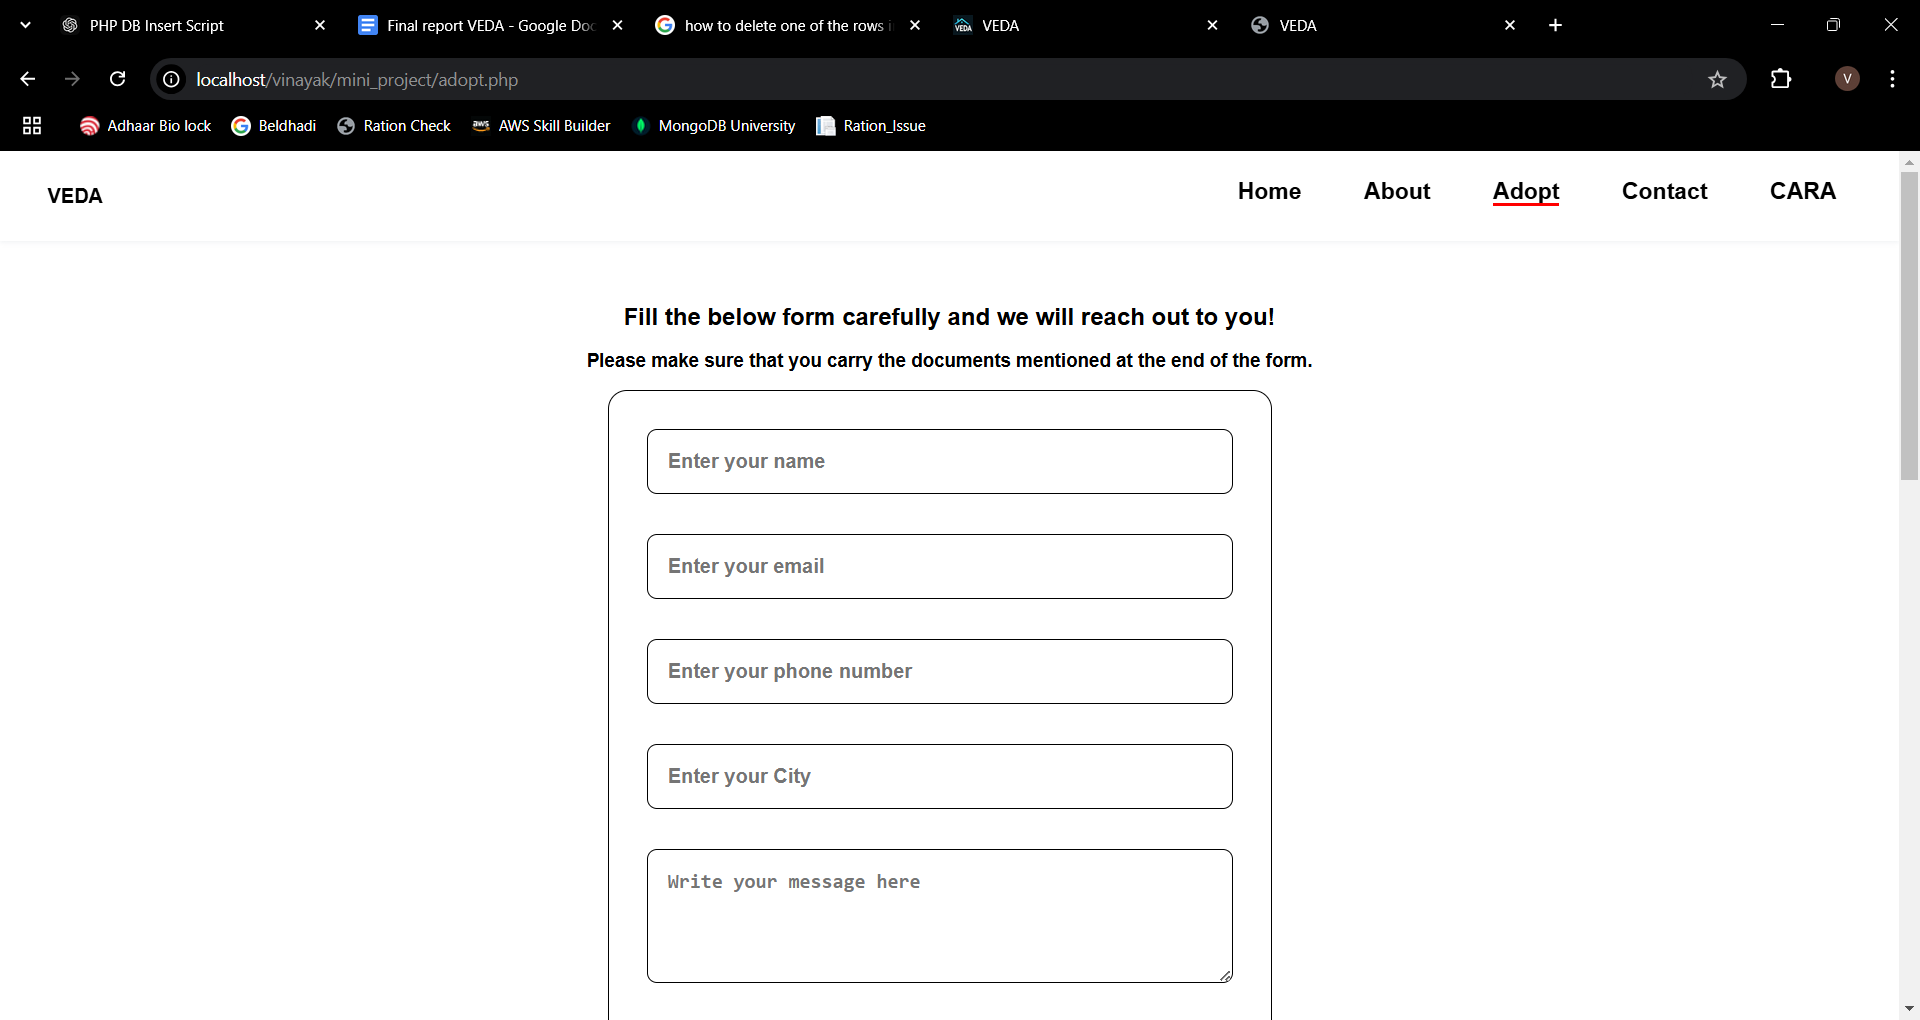 PHP DB Insert Script
Final report VEDA - Google Doc
how to delete one of the rows i
VEDA
VEDA
localhost/vinayak/mini_project/adopt.php
V
Adhaar Bio lock
Beldhadi
Ration Check
aws
AWS Skill Builder
MongoDB University
Ration_Issue
VEDA
Home
About
Adopt
Contact
CARA
Fill the below form carefully and we will reach out to you!
Please make sure that you carry the documents mentioned at the end of the form.
Enter your name
Enter your email
Enter your phone number
Enter your City
Write your message here